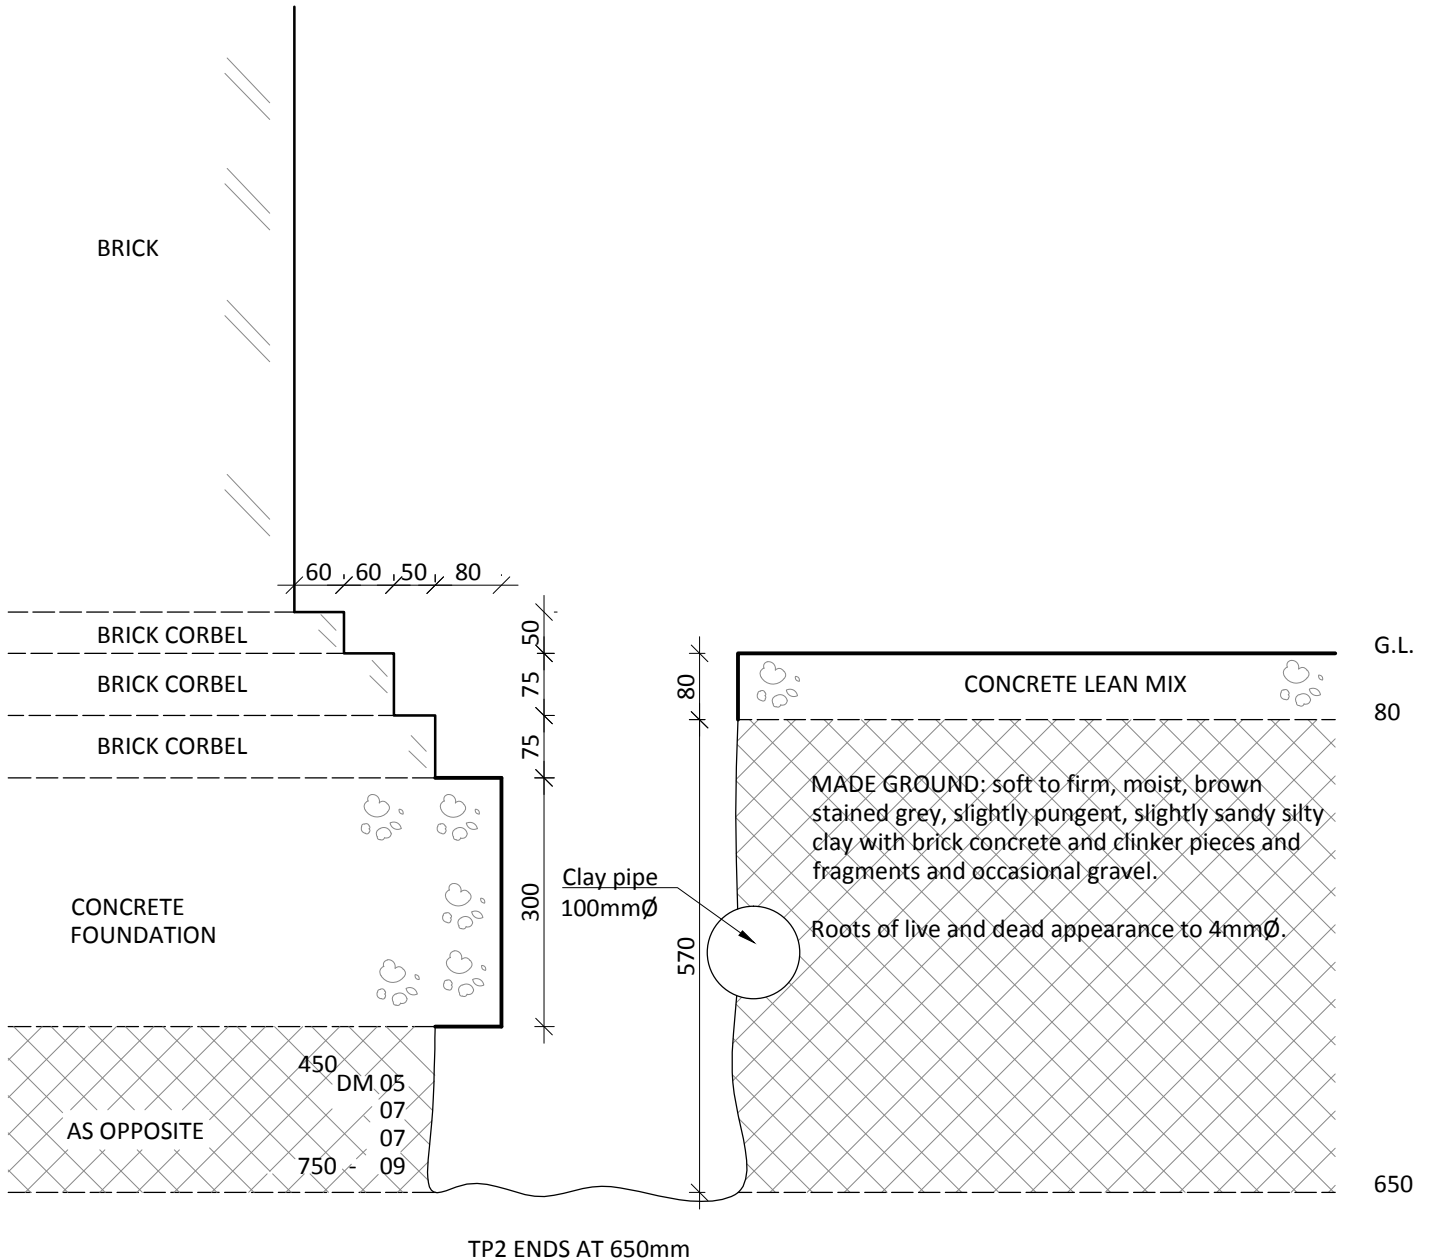 BRICK
60 60 50 80
BRICK CORBEL
BRICK CORBEL
BRICK CORBEL
50
75
75
300
CONCRETE
FOUNDATION
Clay pipe
100mmØ
80
570
G.L.
CONCRETE LEAN MIX
80
MADE GROUND: soft to firm, moist, brown
stained grey, slightly pungent, slightly sandy silty
clay with brick concrete and clinker pieces and
fragments and occasional gravel.
Roots of live and dead appearance to 4mmØ.
450
DM 05
07
07
AS OPPOSITE
750 - 09
650
TP2 ENDS AT 650mm